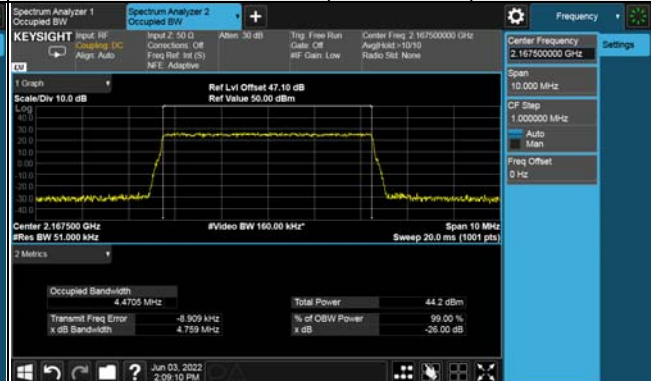 Spectrum Analyzer 1
Occupied BW
Spectrum Analyzer 2
Occupied BW
Frequency
KEYSIGHT
Input: RF
Coupling: DC
Align: Auto
Input Z: 50 Ω
Corrections: Off
Freq Ref: Int (S)
NFE: Adaptive
Atten: 30 dB
Trig: Free Run
Gate: Off
#IF Gain: Low
Center Freq: 2.167500000 GHz
Avg|Hold:>10/10
Radio Std: None
Center Frequency
2.167500000 GHz
Settings
Span
10.000 MHz
CF Step
1.000000 MHz
Auto
Man
Freq Offset
0 Hz
1 Graph
Scale/Div 10.0 dB
Ref Lvl Offset 47.10 dB
Ref Value 50.00 dBm
Log
40.0
30.0
20.0
10.0
0.00
-10.0
-20.0
-30.0
-40.0
Center 2.167500 GHz
#Res BW 51.000 kHz
#Video BW 160.00 kHz*
Span 10 MHz
Sweep 20.0 ms (1001 pts)
2 Metrics
Occupied Bandwidth
4.4705 MHz
Total Power
44.2 dBm
Transmit Freq Error
-8.909 kHz
% of OBW Power
99.00 %
x dB Bandwidth
4.759 MHz
x dB
-26.00 dB
Jun 03, 2022
2:09:10 PM